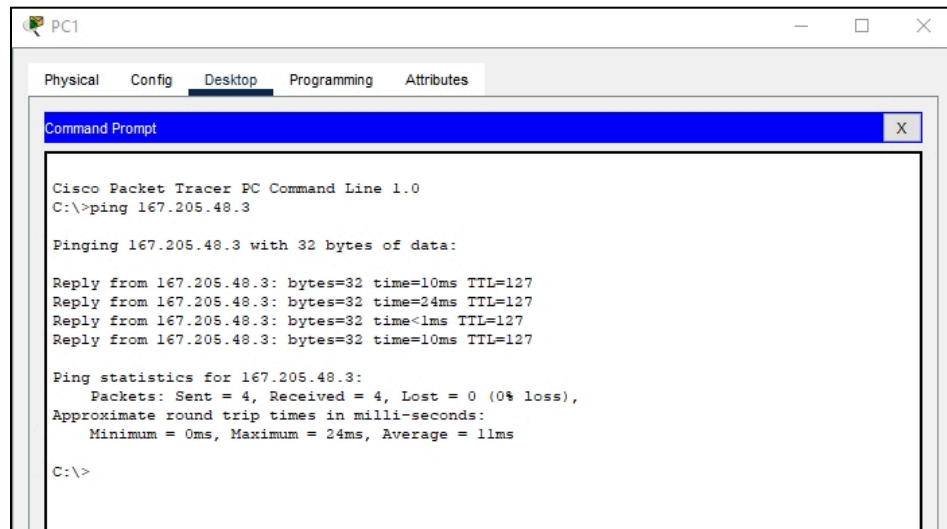 PC1
Physical Config Desktop Programming Attributes
Command Prompt X
Cisco Packet Tracer PC Command Line 1.0
C:\>ping 167.205.48.3
Pinging 167.205.48.3 with 32 bytes of data:
Reply from 167.205.48.3: bytes=32 time=10ms TTL=127
Reply from 167.205.48.3: bytes=32 time=24ms TTL=127
Reply from 167.205.48.3: bytes=32 time<1ms TTL=127
Reply from 167.205.48.3: bytes=32 time=10ms TTL=127
Ping statistics for 167.205.48.3:
Packets: Sent = 4, Received = 4, Lost = 0 (0% loss),
Approximate round trip times in milli-seconds:
Minimum = 0ms, Maximum = 24ms, Average = 11ms
C:\>